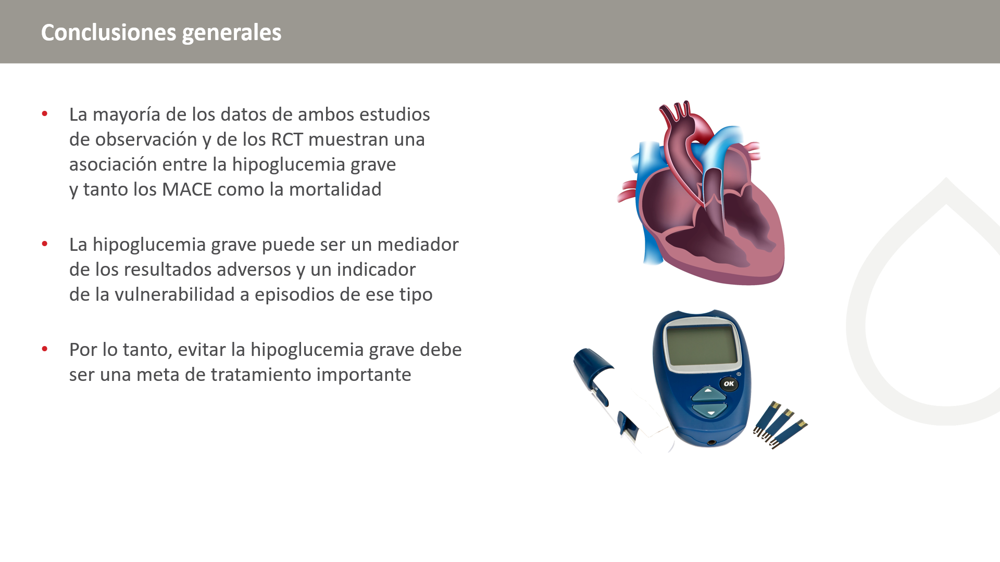 Conclusiones generales
• La mayoría de los datos de ambos estudios
de observación y de los RCT muestran una
asociación entre la hipoglucemia grave
y tanto los MACE como la mortalidad
• La hipoglucemia grave puede ser un mediador
de los resultados adversos y un indicador
de la vulnerabilidad a episodios de ese tipo
• Por lo tanto, evitar la hipoglucemia grave debe
ser una meta de tratamiento importante
OK